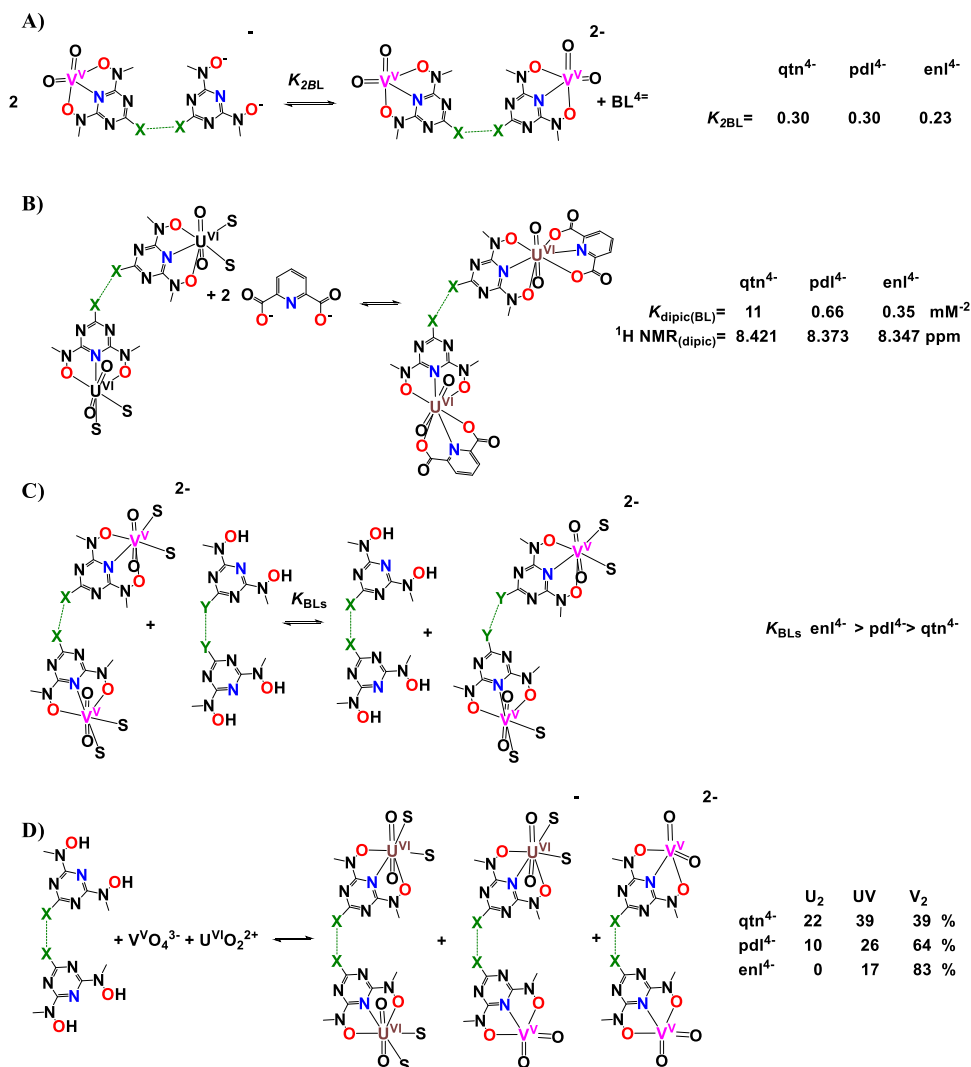 A)
2
-
K2BL
2-
+ BL4=
qtn4- pdl4- enl4-
K2BL= 0.30 0.30 0.23
B)
+ 2
qtn4- pdl4- enl4-
Kdipic(BL)= 11 0.66 0.35 mM-2
1H NMR(dipic)= 8.421 8.373 8.347 ppm
C)
2-
+
KBLs
+
2-
KBLs enl4- > pdl4-> qtn4-
D)
+ VVO43- + UVIO22+
+
-
+
2-
U2 UV V2
qtn4- 22 39 39 %
pdl4- 10 26 64 %
enl4- 0 17 83 %